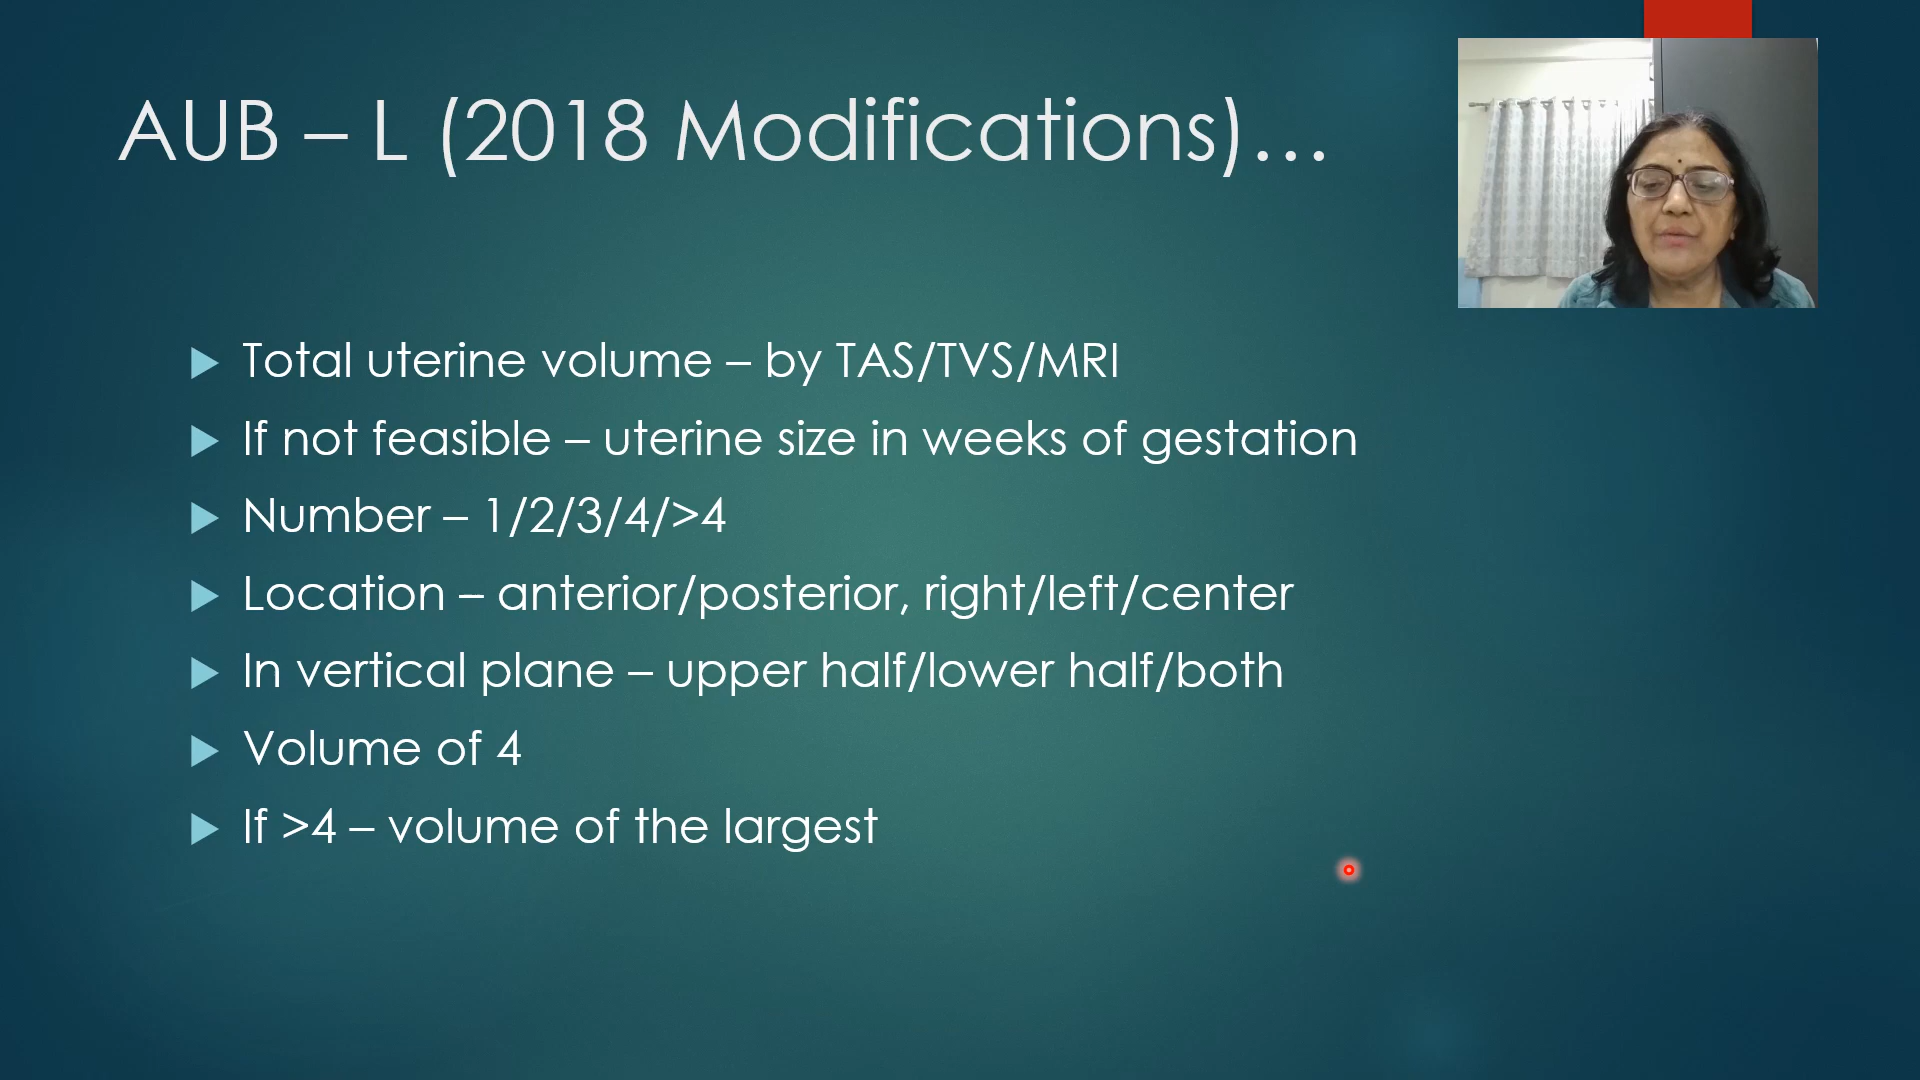 AUB – L (2018 Modifications)…
Total uterine volume – by TAS/TVS/MRI
If not feasible – uterine size in weeks of gestation
Number – 1/2/3/4/>4
Location – anterior/posterior, right/left/center
In vertical plane – upper half/lower half/both
Volume of 4
If >4 – volume of the largest